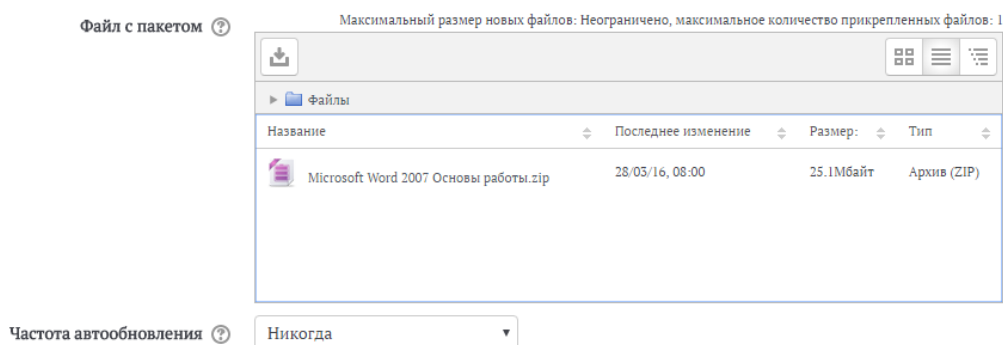 Максимальный размер новых файлов: Неограничено, максимальное количество прикрепленных файлов: 1
Файл с пакетом
Файлы
Название Последнее изменение Размер: Тип
Microsoft Word 2007 Основы работы.zip 28/03/16, 08:00 25.1Мбайт Архив (ZIP)
Частота автообновления Никогда